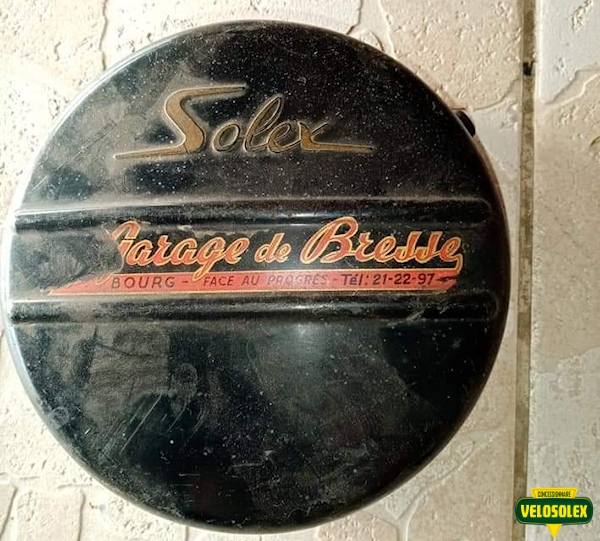 Solex
Garage de Bresse
BOURG - FACE AU PROGRÈS - Tél: 21-22-97
CONCESSIONNAIRE
VELOSOLEX